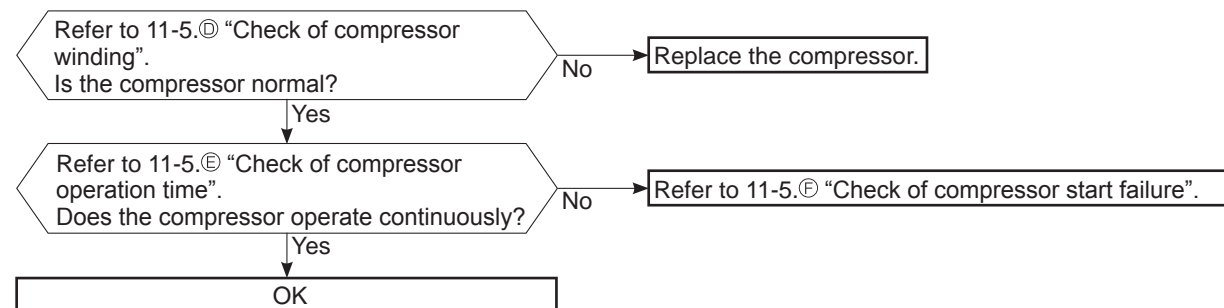 Refer to 11-5.Ⓓ “Check of compressor
winding”.
Is the compressor normal?
No
Replace the compressor.
Yes
Refer to 11-5.Ⓔ “Check of compressor
operation time”.
Does the compressor operate continuously?
No
Refer to 11-5.Ⓕ “Check of compressor start failure”.
Yes
OK